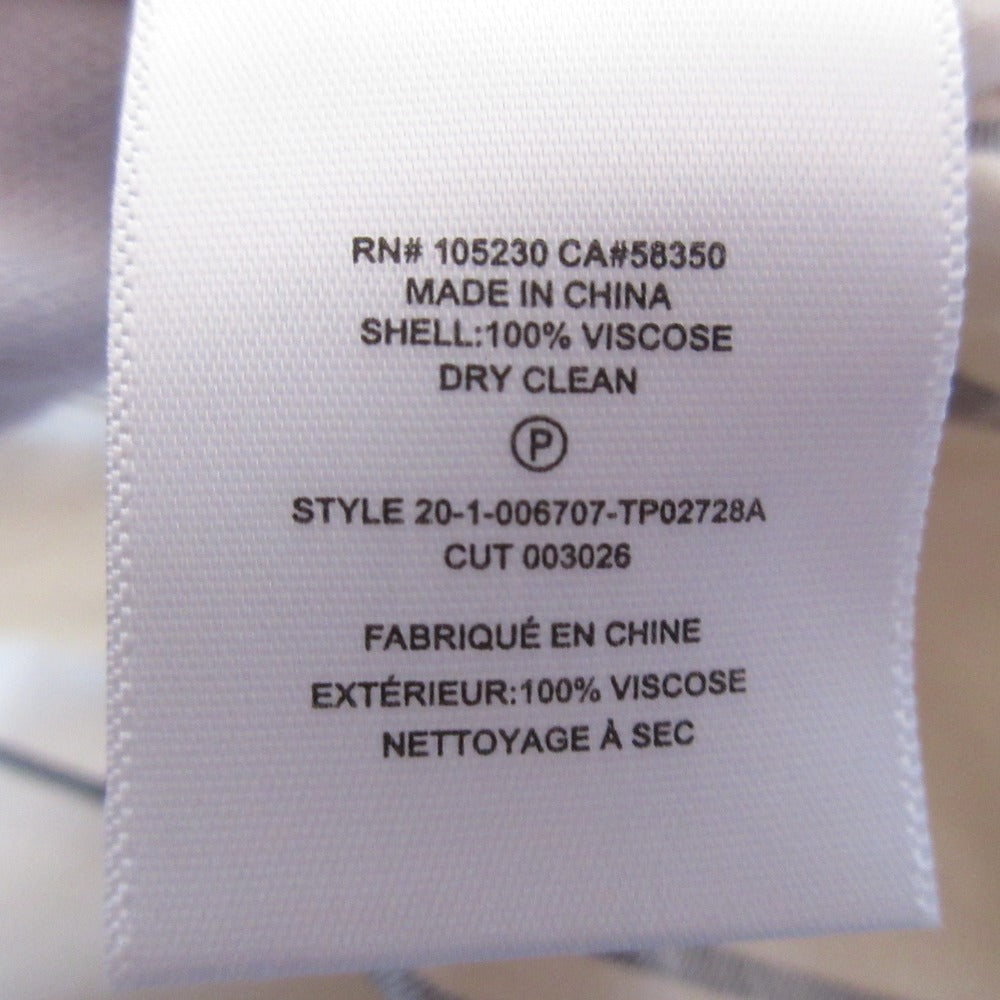 RN# 105230 CA#58350
MADE IN CHINA
SHELL:100% VISCOSE
DRY CLEAN
P
STYLE 20-1-006707-TP02728A
CUT 003026
FABRIQUÉ EN CHINE
EXTÉRIEUR:100% VISCOSE
NETTOYAGE À SEC